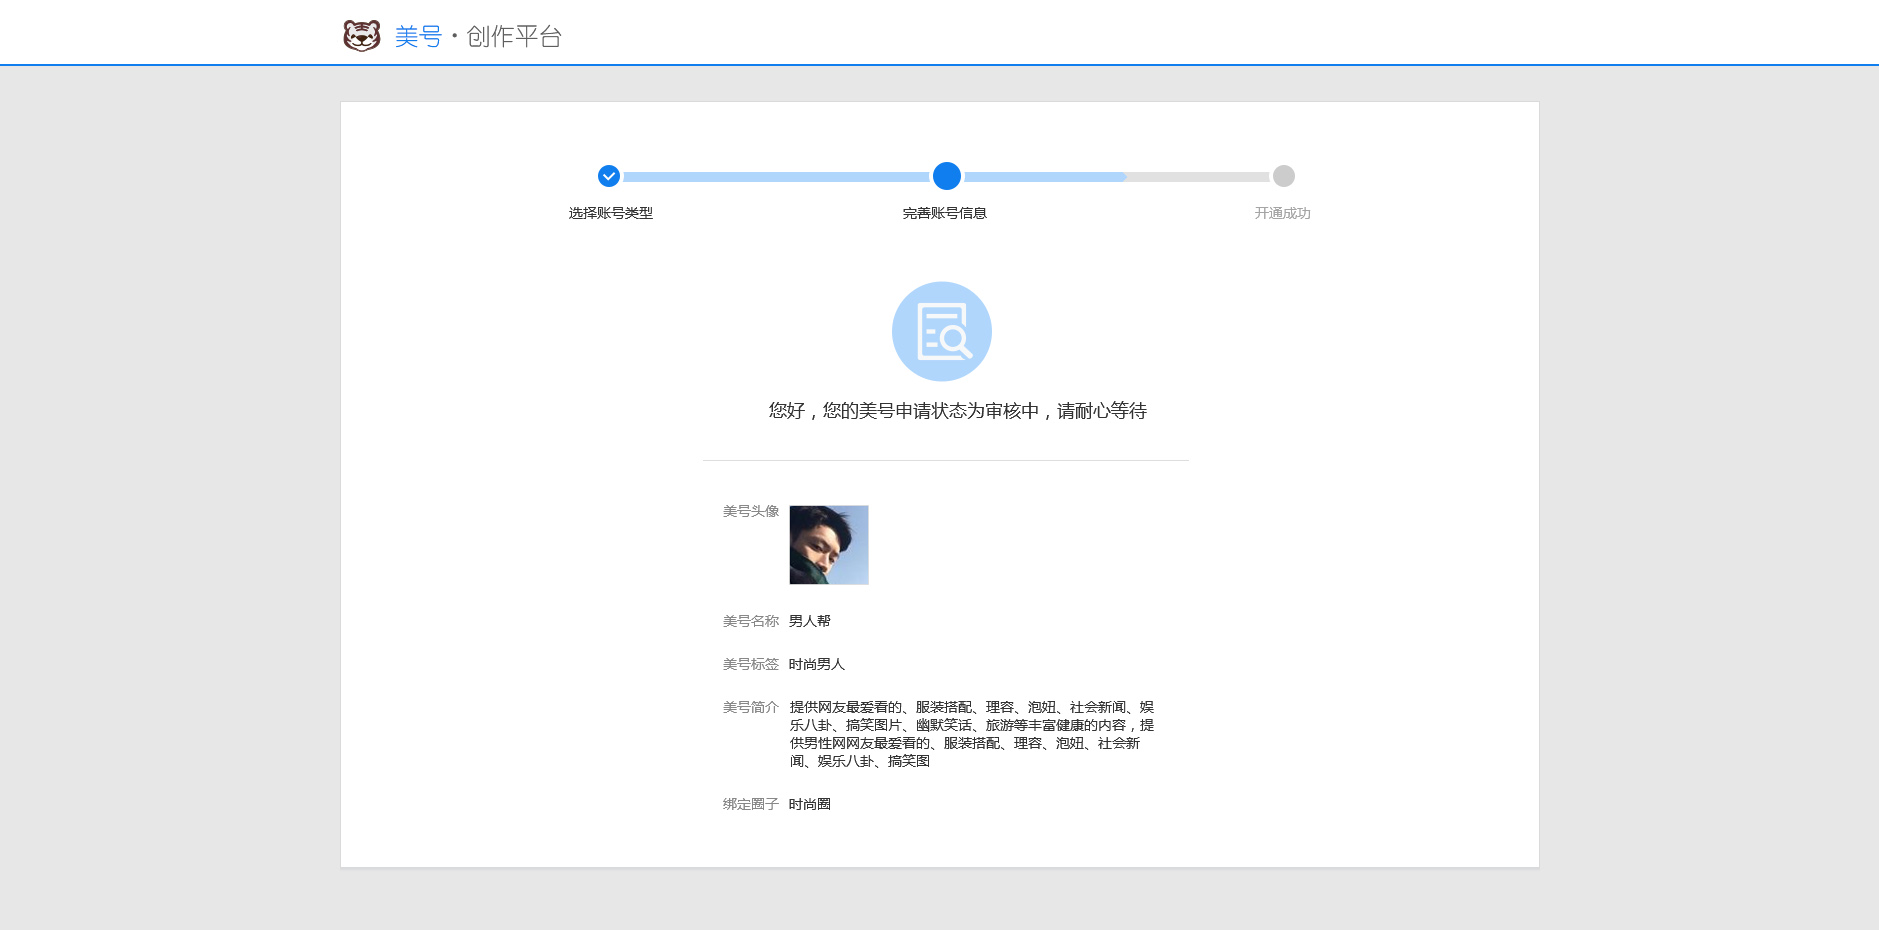 美号·创作平台
选择账号类型
完善账号信息
开通成功
您好，您的美号申请状态为审核中，请耐心等待
美号头像
美号名称 男人帮
美号标签 时尚男人
美号简介 提供网友最爱看的、服装搭配、理容、泡妞、社会新闻、娱
乐八卦、搞笑图片、幽默笑话、旅游等丰富健康的内容，提
供男性网网友最爱看的、服装搭配、理容、泡妞、社会新
闻、娱乐八卦、搞笑图
绑定圈子 时尚圈